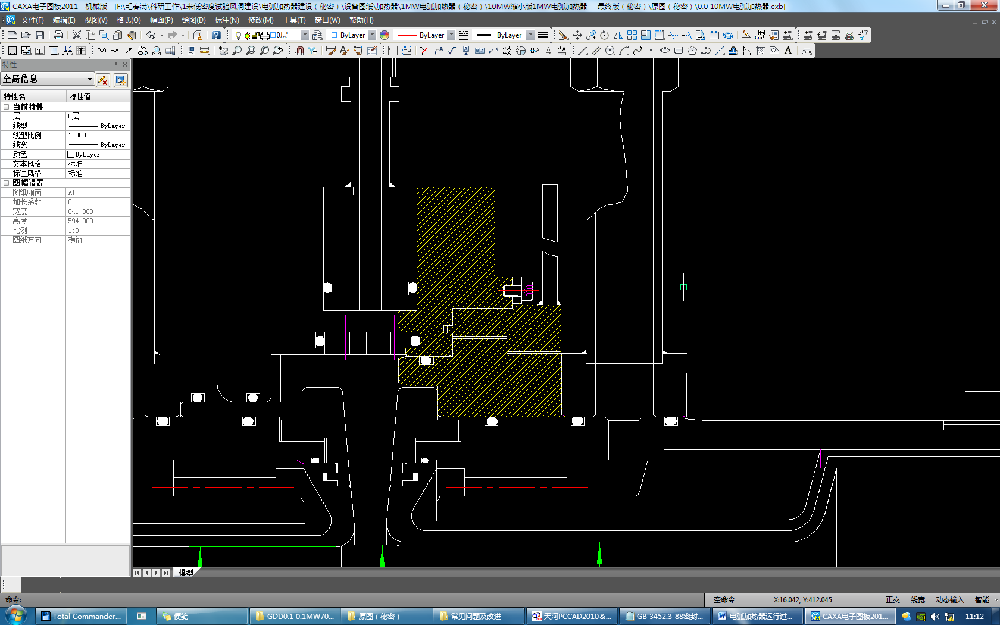 CAXA电子图板2011 - 机械版 - [F:\毛春满\科研工作\1米低密度试验风洞建设\电弧加热器建设（秘密）\设备图纸\加热器\1MW电弧加热器（秘密）\10MW缩小版1MW电弧加热器 最终版（秘密）\原图（秘密）\0.0 10MW电弧加热器.exb]
文件(F) 编辑(E) 视图(V) 格式(O) 幅面(P) 绘图(D) 标注(N) 修改(M) 工具(T) 窗口(W) 帮助(H)
0层 ByLayer ByLayer ByLayer
特性
全局信息
特性名 特性值
当前特性
层 0层
线型 ByLayer
线型比例 1.000
线宽 ByLayer
颜色 ByLayer
文本风格 标准
标注风格 标准
图幅设置
图纸幅面 A1
加长系数 0
宽度 841.000
高度 594.000
比例 1:3
图纸方向 横放
模型
命令:
空命令 X:16.042, Y:412.045 正交 线宽 动态输入 智能
Total Commander... 便笺 GDD0.1 0.1MW70... 原图（秘密） 常见问题及改进 天河PCCAD2010&... GB 3452.3-88密封... 电弧加热器运行过... CAXA电子图板201... 11:12